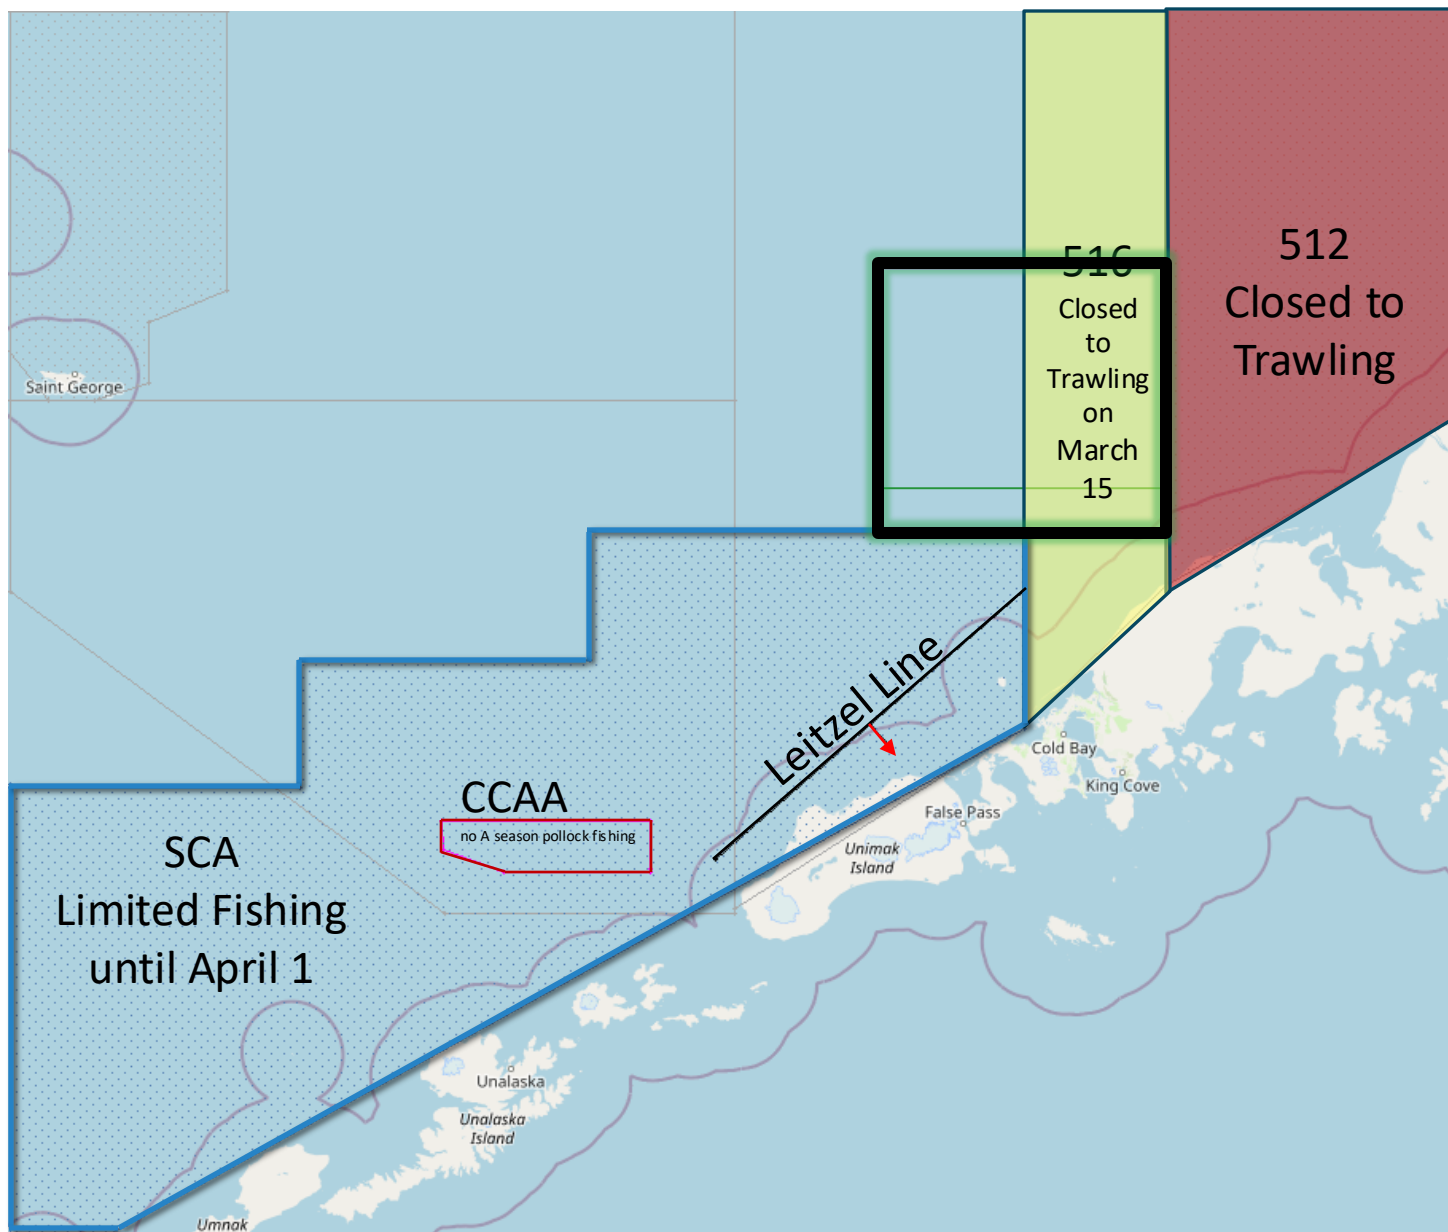 516
Closed
to
Trawling
on
March
15
512
Closed to
Trawling
Saint George
Leitzel Line
CCAA
no A season pollock fishing
SCA
Limited Fishing
until April 1
Cold Bay
King Cove
False Pass
Unimak
Island
Unalaska
Unalaska
Island
Umnak